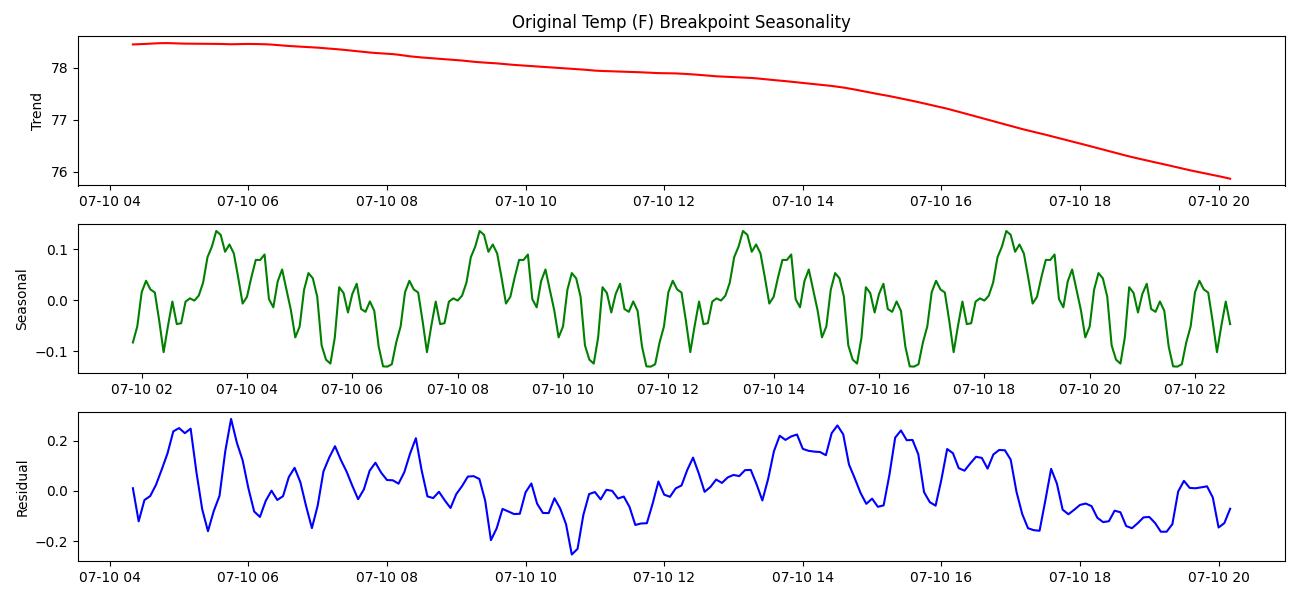 Original Temp (F) Breakpoint Seasonality
78
77
76
Trend
07-10 04 07-10 06 07-10 08 07-10 10 07-10 12 07-10 14 07-10 16 07-10 18 07-10 20
0.1
0.0
−0.1
Seasonal
07-10 02 07-10 04 07-10 06 07-10 08 07-10 10 07-10 12 07-10 14 07-10 16 07-10 18 07-10 20 07-10 22
0.2
0.0
−0.2
Residual
07-10 04 07-10 06 07-10 08 07-10 10 07-10 12 07-10 14 07-10 16 07-10 18 07-10 20